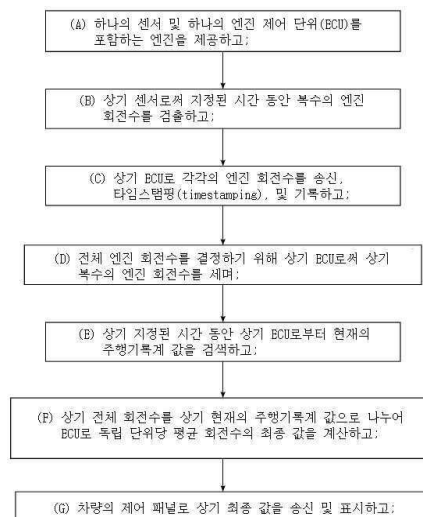 (A) 하나의 센서 및 하나의 엔진 제어 단위(ECU)를
포함하는 엔진을 제공하고;
(B) 상기 센서로써 지정된 시간 동안 복수의 엔진
회전수를 검출하고;
(C) 상기 ECU로 각각의 엔진 회전수를 송신,
타임스탬핑(timestamping), 및 기록하고;
(D) 전체 엔진 회전수를 결정하기 위해 상기 ECU로써 상기
복수의 엔진 회전수를 세며;
(E) 상기 지정된 시간 동안 상기 ECU로부터 현재의
주행기록계 값을 검색하고;
(F) 상기 전체 회전수를 상기 현재의 주행기록계 값으로 나누어
ECU로 독립 단위당 평균 회전수의 최종 값을 계산하고;
(G) 차량의 제어 패널로 상기 최종 값을 송신 및 표시하고;